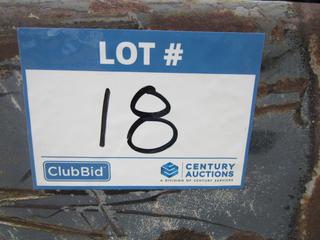 LOT #
18
ClubBid
CENTURY
AUCTIONS
A DIVISION OF CENTURY SERVICES